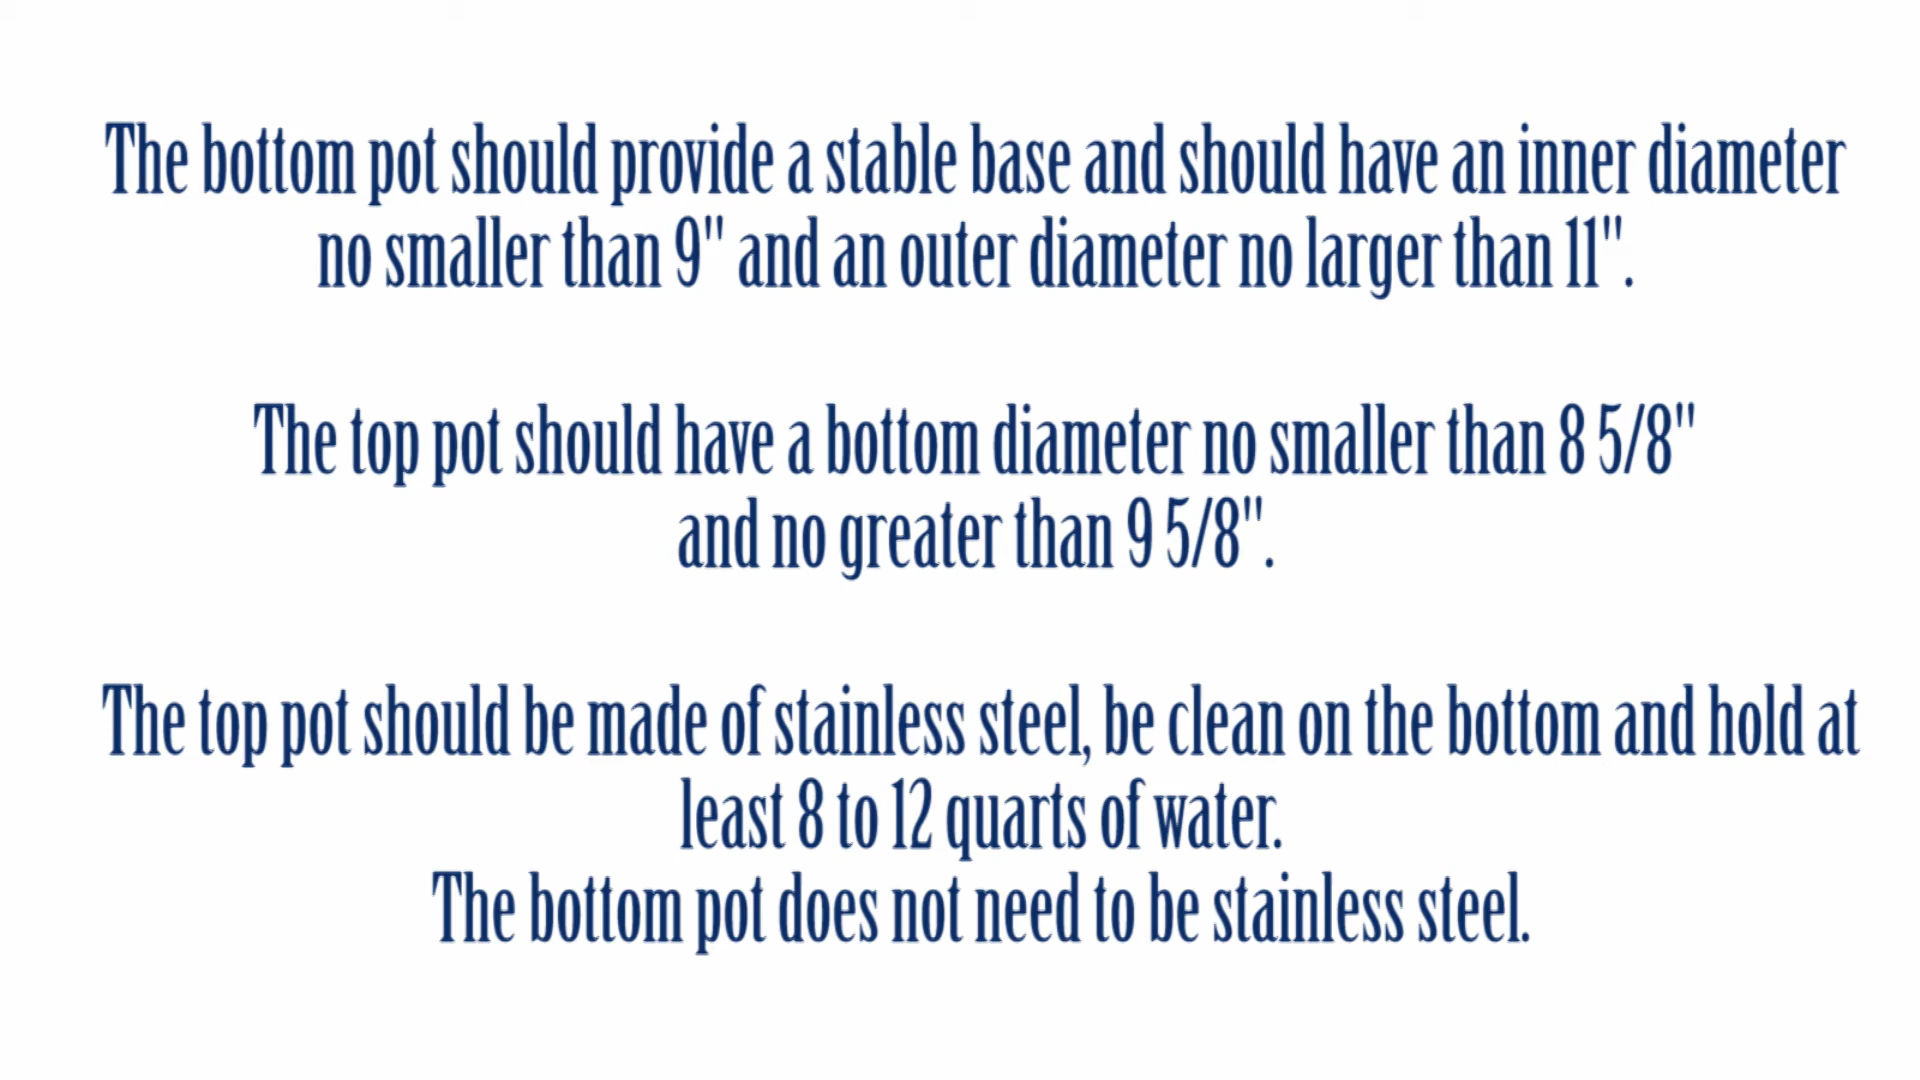 The bottom pot should provide a stable base and should have an inner diameter
no smaller than 9" and an outer diameter no larger than 11".
The top pot should have a bottom diameter no smaller than 8 5/8"
and no greater than 9 5/8".
The top pot should be made of stainless steel, be clean on the bottom and hold at
least 8 to 12 quarts of water.
The bottom pot does not need to be stainless steel.